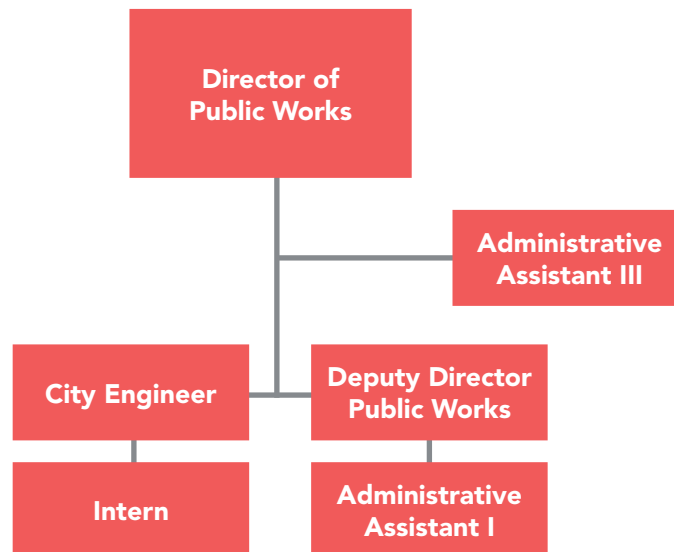 Director of
Public Works
Administrative
Assistant III
City Engineer
Deputy Director
Public Works
Intern
Administrative
Assistant I